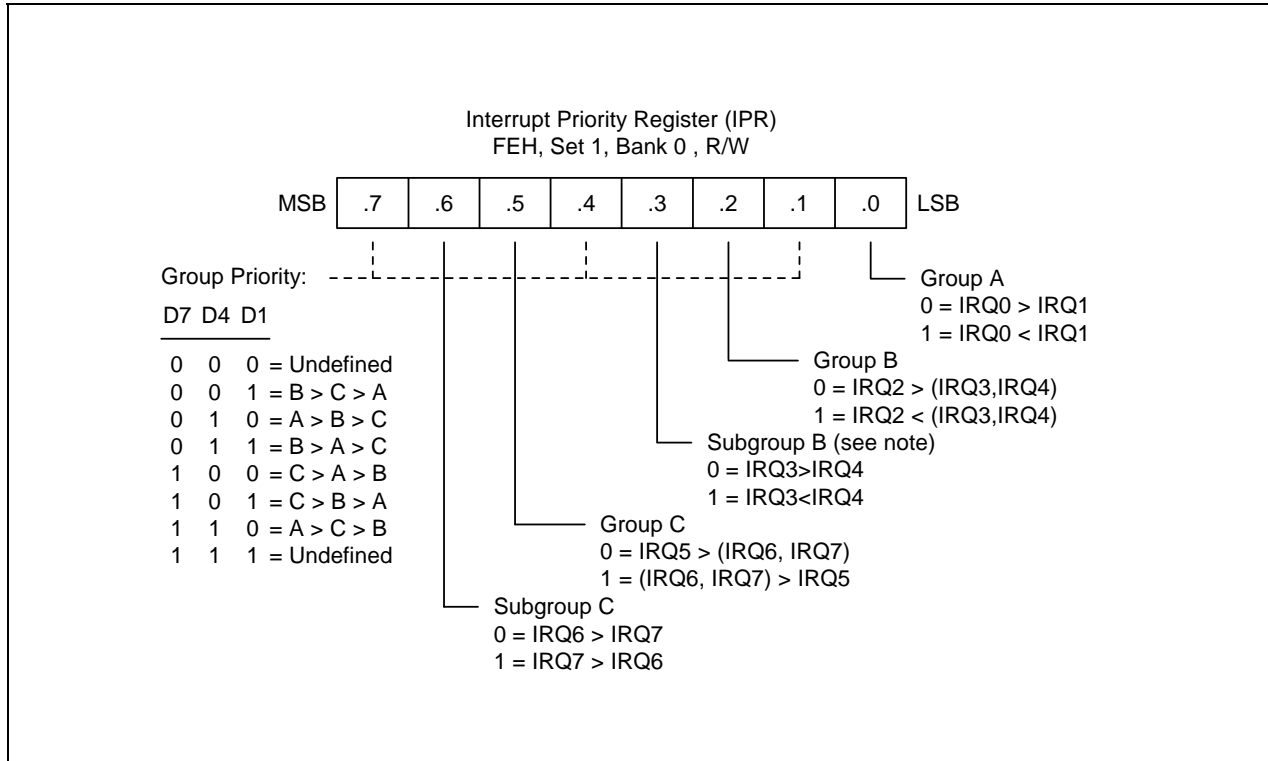 Interrupt Priority Register (IPR)
FEH, Set 1, Bank 0 , R/W
MSB .7 .6 .5 .4 .3 .2 .1 .0 LSB
Group Priority:
D7 D4 D1
0 0 0 = Undefined
0 0 1 = B > C > A
0 1 0 = A > B > C
0 1 1 = B > A > C
1 0 0 = C > A > B
1 0 1 = C > B > A
1 1 0 = A > C > B
1 1 1 = Undefined
Group A
0 = IRQ0 > IRQ1
1 = IRQ0 < IRQ1
Group B
0 = IRQ2 > (IRQ3,IRQ4)
1 = IRQ2 < (IRQ3,IRQ4)
Subgroup B (see note)
0 = IRQ3>IRQ4
1 = IRQ3<IRQ4
Group C
0 = IRQ5 > (IRQ6, IRQ7)
1 = (IRQ6, IRQ7) > IRQ5
Subgroup C
0 = IRQ6 > IRQ7
1 = IRQ7 > IRQ6